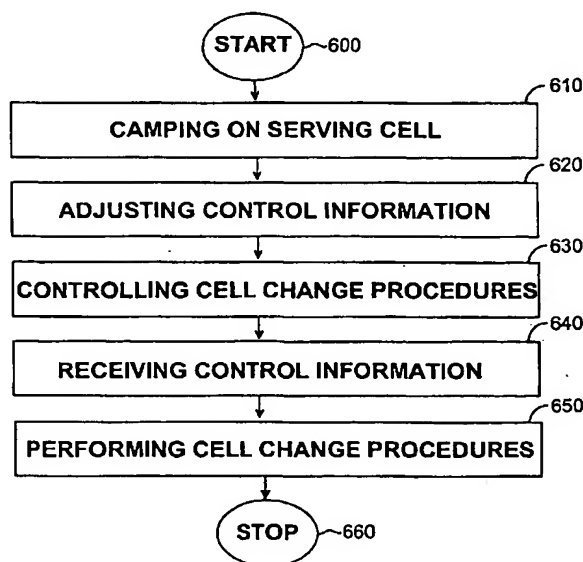 START
600
610
CAMPING ON SERVING CELL
620
ADJUSTING CONTROL INFORMATION
630
CONTROLLING CELL CHANGE PROCEDURES
640
RECEIVING CONTROL INFORMATION
650
PERFORMING CELL CHANGE PROCEDURES
STOP
660